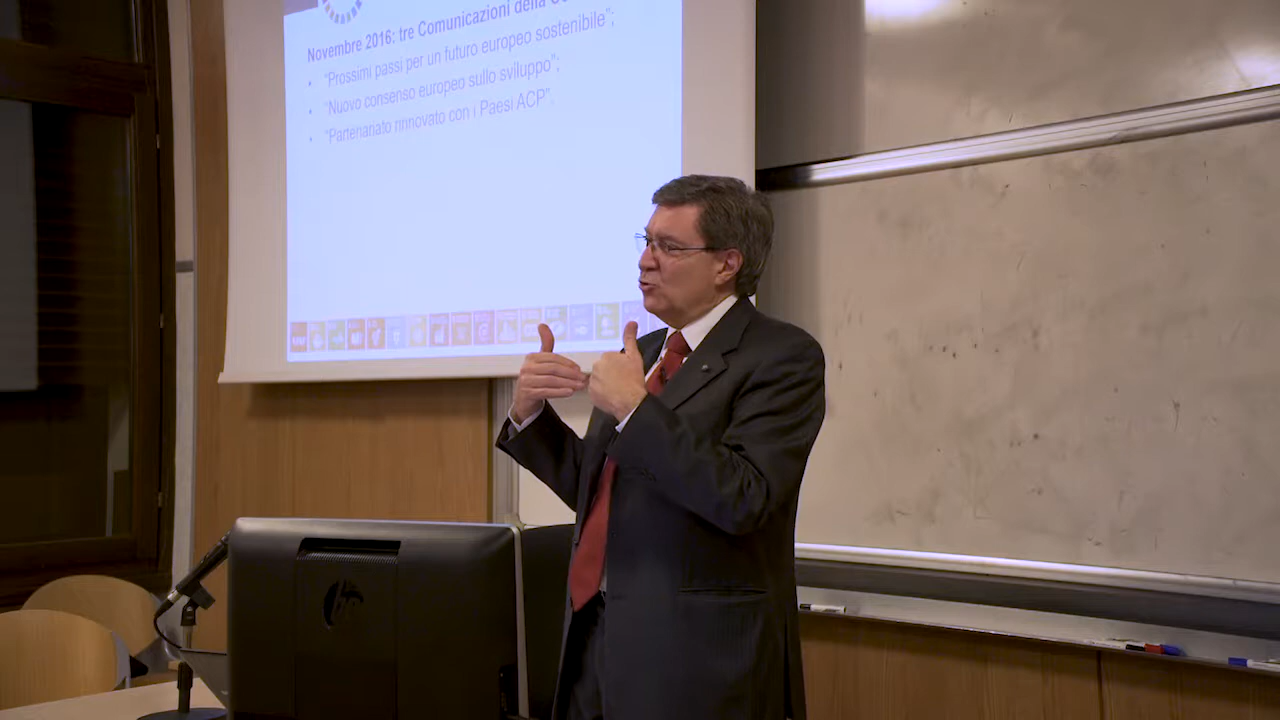 Novembre 2016: tre Comunicazioni della
• "Prossimi passi per un futuro europeo sostenibile";
• "Nuovo consenso europeo sullo sviluppo";
• "Partenariato rinnovato con i Paesi ACP".
hp